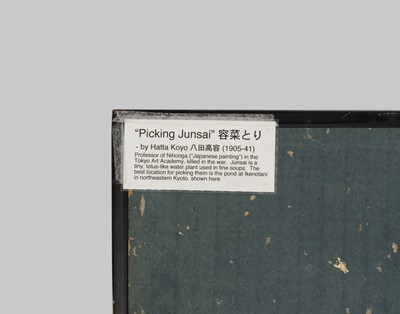 "Picking Junsai" 容菜とり
- by Hatta Koyo 八田高容 (1905-41)
Professor of Nihonga ("Japanese painting") in the
Tokyo Art Academy, killed in the war. Junsai is a
tiny, lotus-like water plant used in fine soups. The
best location for picking them is the pond at Ikenotani
in northeastern Kyoto, shown here.